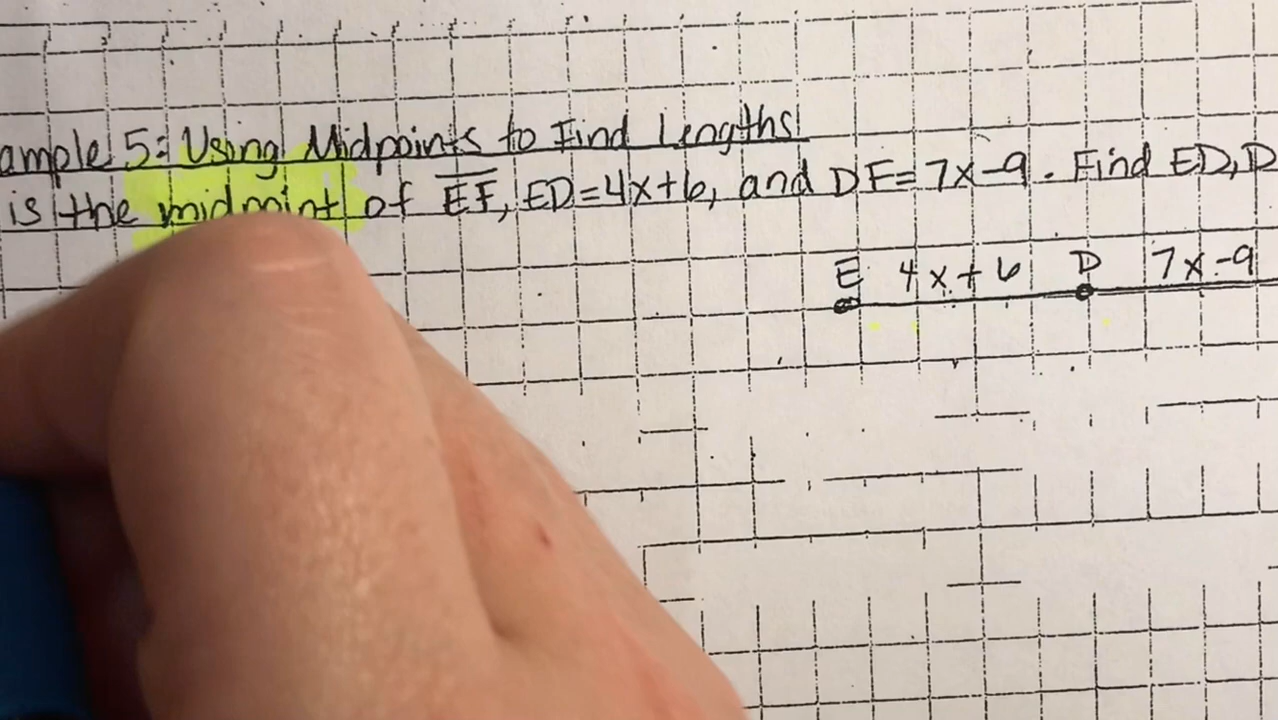 ample 5: Using Midpoints to Find Lengths
is the midpoint of EF, ED=4x+6, and DF=7x-9. Find ED, D
E 4x+6 D 7x-9